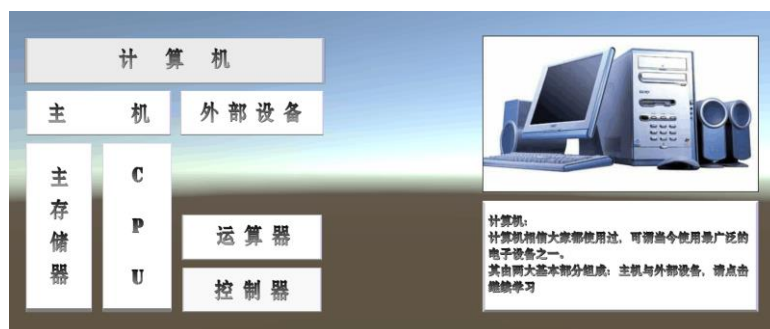 计算机
主机
外部设备
主存储器
CPU
运算器
控制器
计算机：
计算机相信大家都使用过，可谓当今使用最广泛的
电子设备之一。
其由两大基本部分组成：主机与外部设备，请点击
继续学习